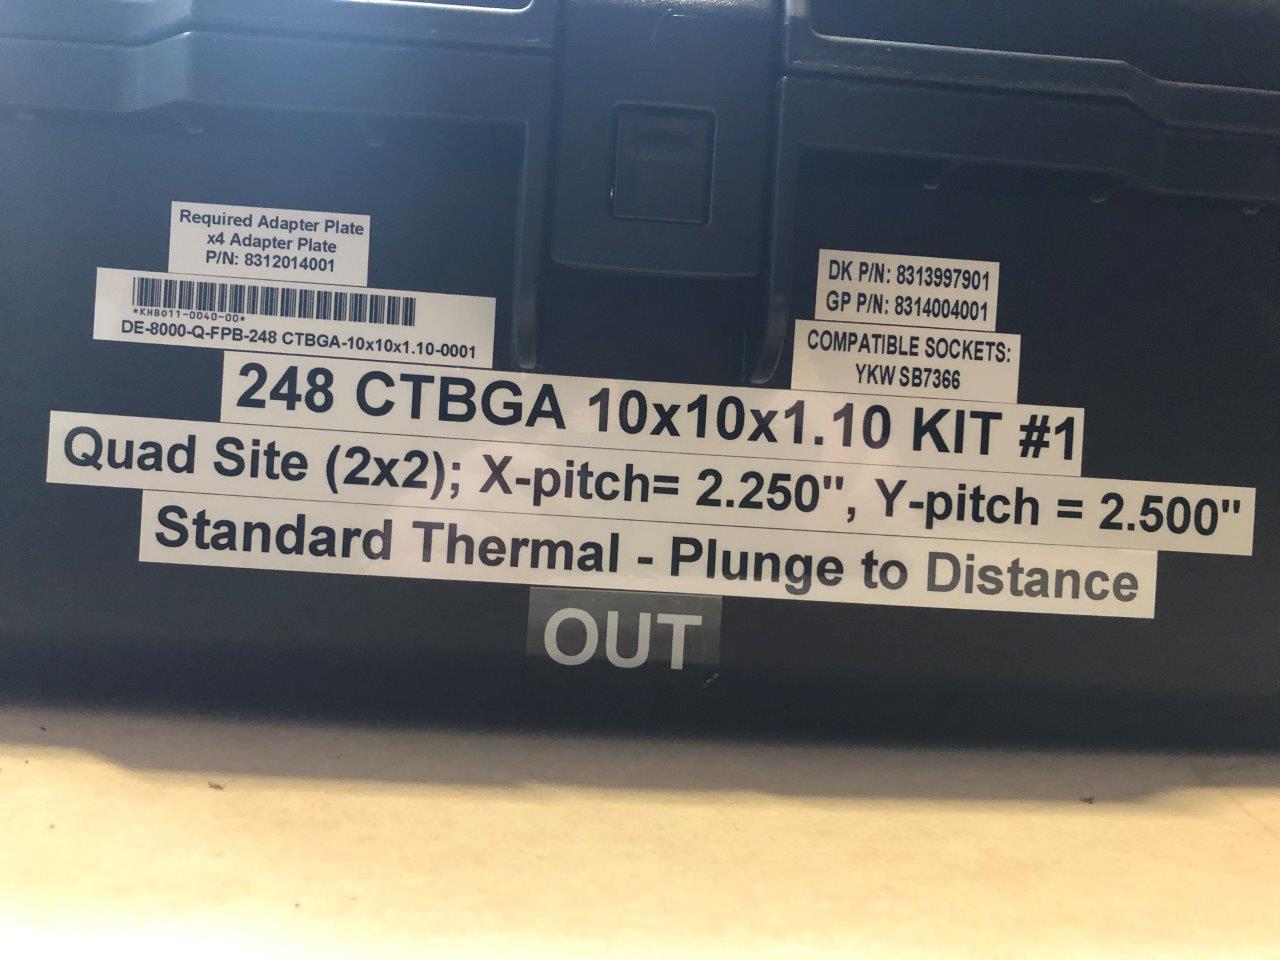 Required Adapter Plate
x4 Adapter Plate
P/N: 8312014001
*KHB011-0040-00*
DE-8000-Q-FPB-248 CTBGA-10x10x1.10-0001
DK P/N: 8313997901
GP P/N: 8314004001
COMPATIBLE SOCKETS:
YKW SB7366
248 CTBGA 10x10x1.10 KIT #1
Quad Site (2x2); X-pitch= 2.250", Y-pitch = 2.500"
Standard Thermal - Plunge to Distance
OUT